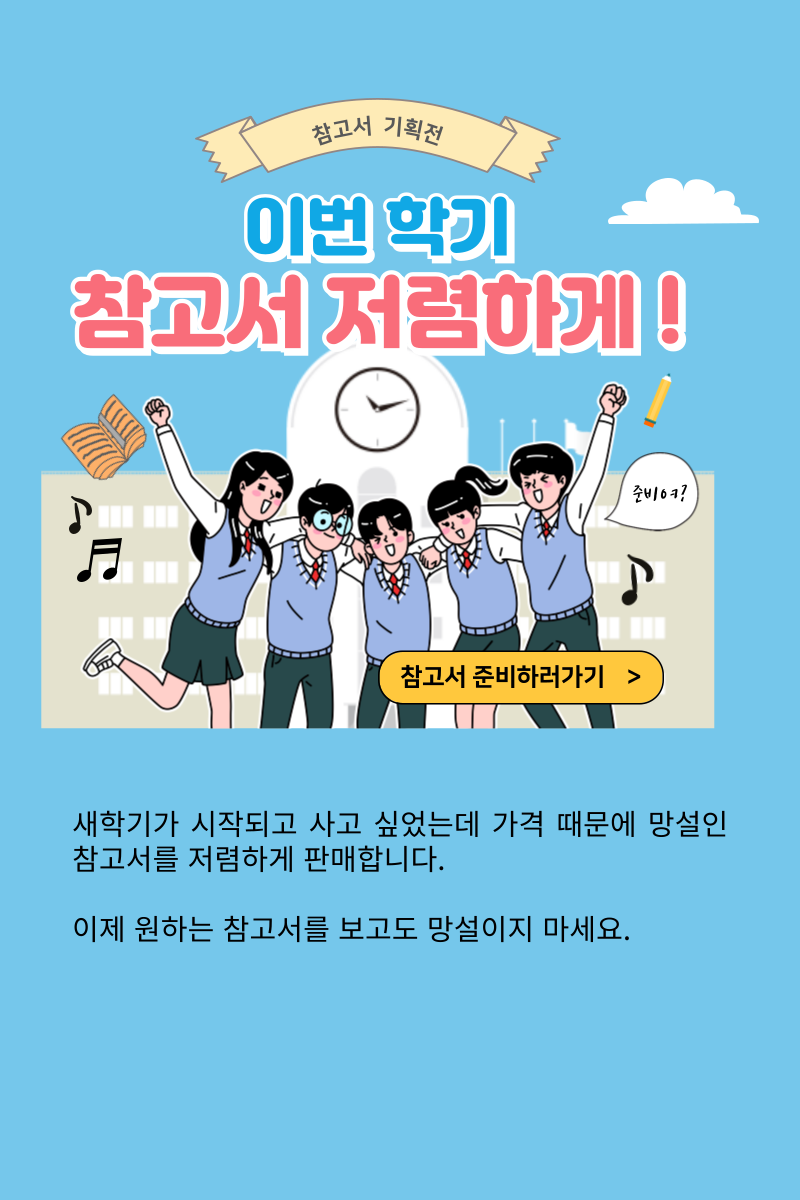 참고서 기획전
이번 학기
참고서 저렴하게 !
준비여?
참고서 준비하러가기 >
새학기가 시작되고 사고 싶었는데 가격 때문에 망설인
참고서를 저렴하게 판매합니다.
이제 원하는 참고서를 보고도 망설이지 마세요.